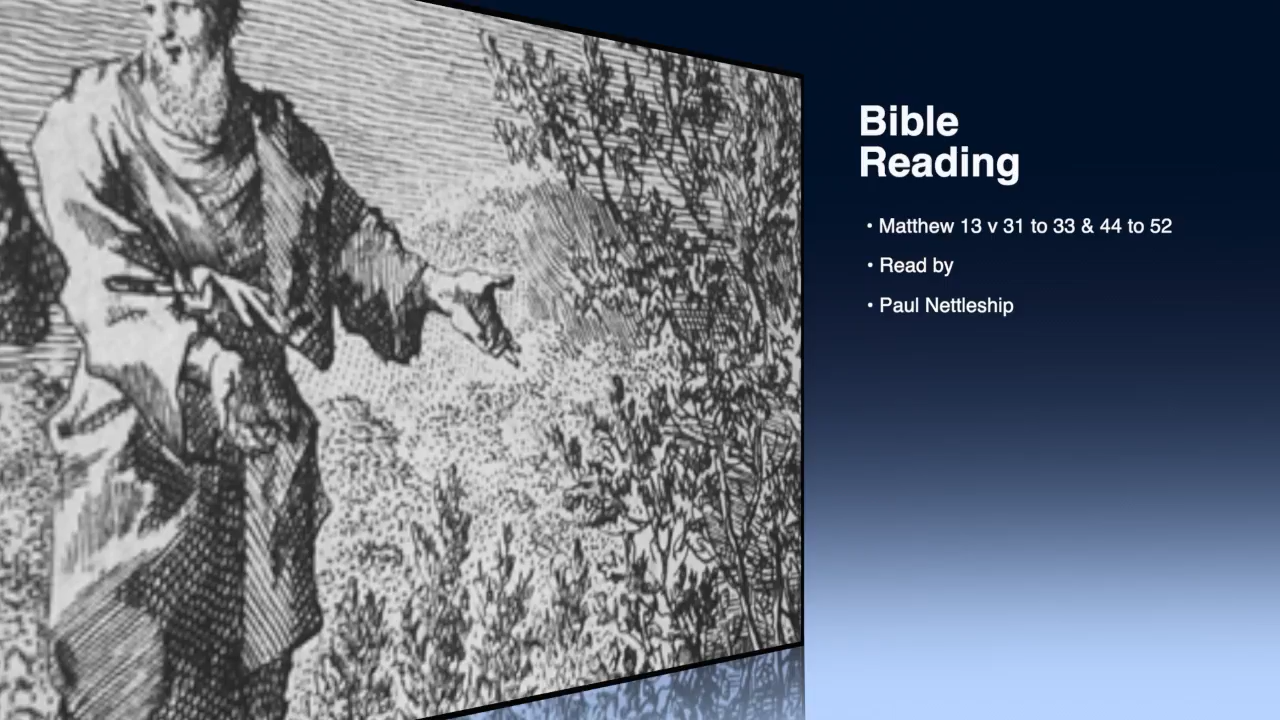 Bible
Reading
• Matthew 13 v 31 to 33 & 44 to 52
• Read by
• Paul Nettleship